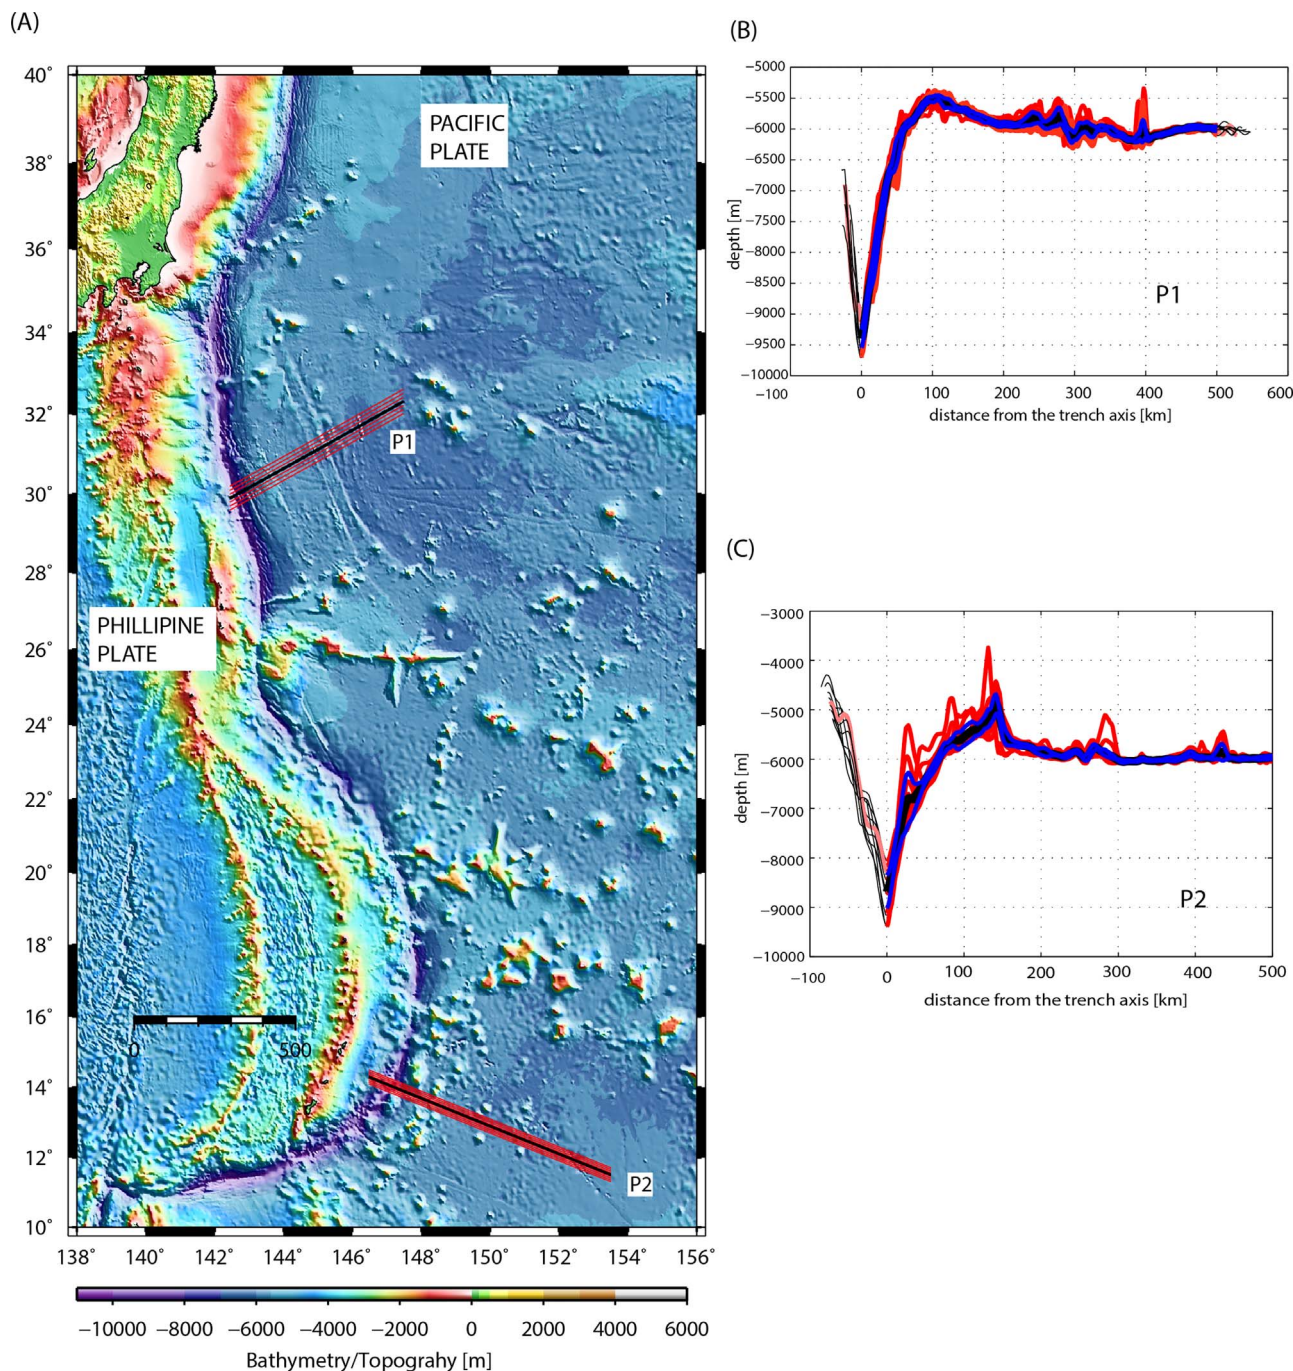 (A)
40˚
38˚
36˚
34˚
32˚
30˚
28˚
26˚
24˚
22˚
20˚
18˚
16˚
14˚
12˚
10˚
PACIFIC
PLATE
P1
PHILLIPINE
PLATE
0 500
P2
138˚ 140˚ 142˚ 144˚ 146˚ 148˚ 150˚ 152˚ 154˚ 156˚
−10000 −8000 −6000 −4000 −2000 0 2000 4000 6000
Bathymetry/Topograhy [m]
(B)
−5000
−5500
−6000
−6500
−7000
−7500
−8000
−8500
−9000
−9500
−10000
depth [m]
P1
−100 0 100 200 300 400 500 600
distance from the trench axis [km]
(C)
−3000
−4000
−5000
−6000
−7000
−8000
−9000
−10000
depth [m]
P2
−100 0 100 200 300 400 500
distance from the trench axis [km]